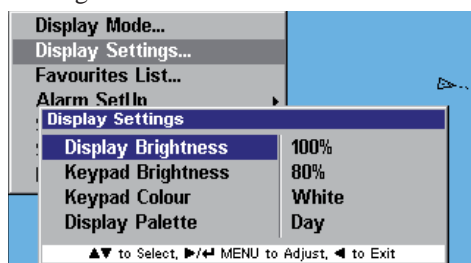 Display Mode...
Display Settings...
Favourites List...
Alarm SetUp
Display Settings
Display Brightness 100%
Keypad Brightness 80%
Keypad Colour White
Display Palette Day
▲▼ to Select, ▶/↵ MENU to Adjust, ◀ to Exit